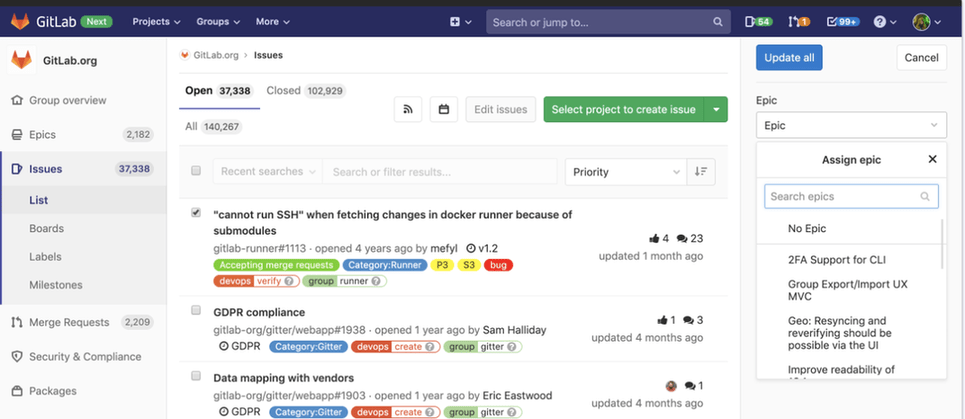 GitLab Next Projects Groups More Search or jump to... 54 1 99+
GitLab.org
Group overview
Epics 2,182
Issues 37,338
List
Boards
Labels
Milestones
Merge Requests 2,209
Security & Compliance
Packages
GitLab.org › Issues
Open 37,338 Closed 102,929
All 140,267
Edit issues Select project to create issue
Recent searches Search or filter results... Priority
"cannot run SSH" when fetching changes in docker runner because of
submodules
gitlab-runner#1113 · opened 4 years ago by mefyl v1.2
Accepting merge requests Category:Runner P3 S3 bug
devops verify group runner
4 23
updated 1 month ago
GDPR compliance
gitlab-org/gitter/webapp#1938 · opened 1 year ago by Sam Halliday
GDPR Category:Gitter devops create group gitter
1 3
updated 4 months ago
Data mapping with vendors
gitlab-org/gitter/webapp#1903 · opened 1 year ago by Eric Eastwood
GDPR Category:Gitter devops create group gitter
1
updated 4 months ago
Update all Cancel
Epic
Epic
Assign epic
Search epics
No Epic
2FA Support for CLI
Group Export/Import UX
MVC
Geo: Resyncing and
reverifying should be
possible via the UI
Improve readability of